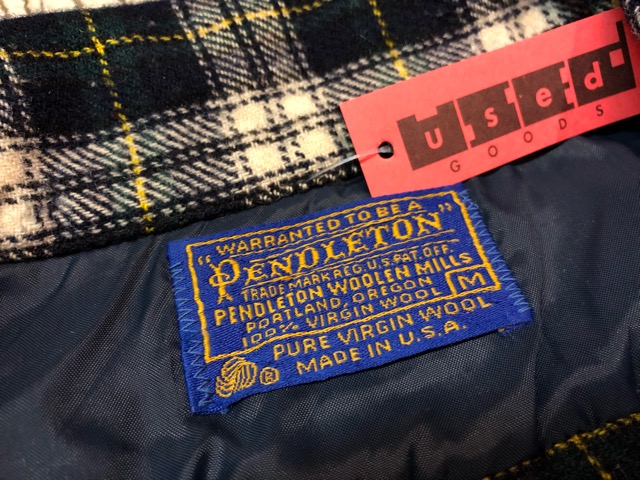 used
GOODS
"WARRANTED TO BE A
PENDLETON"
TRADE MARK REG. U.S. PAT. OFF.
PENDLETON WOOLEN MILLS
PORTLAND, OREGON
100% VIRGIN WOOL
M
PURE VIRGIN WOOL
®
MADE IN U.S.A.